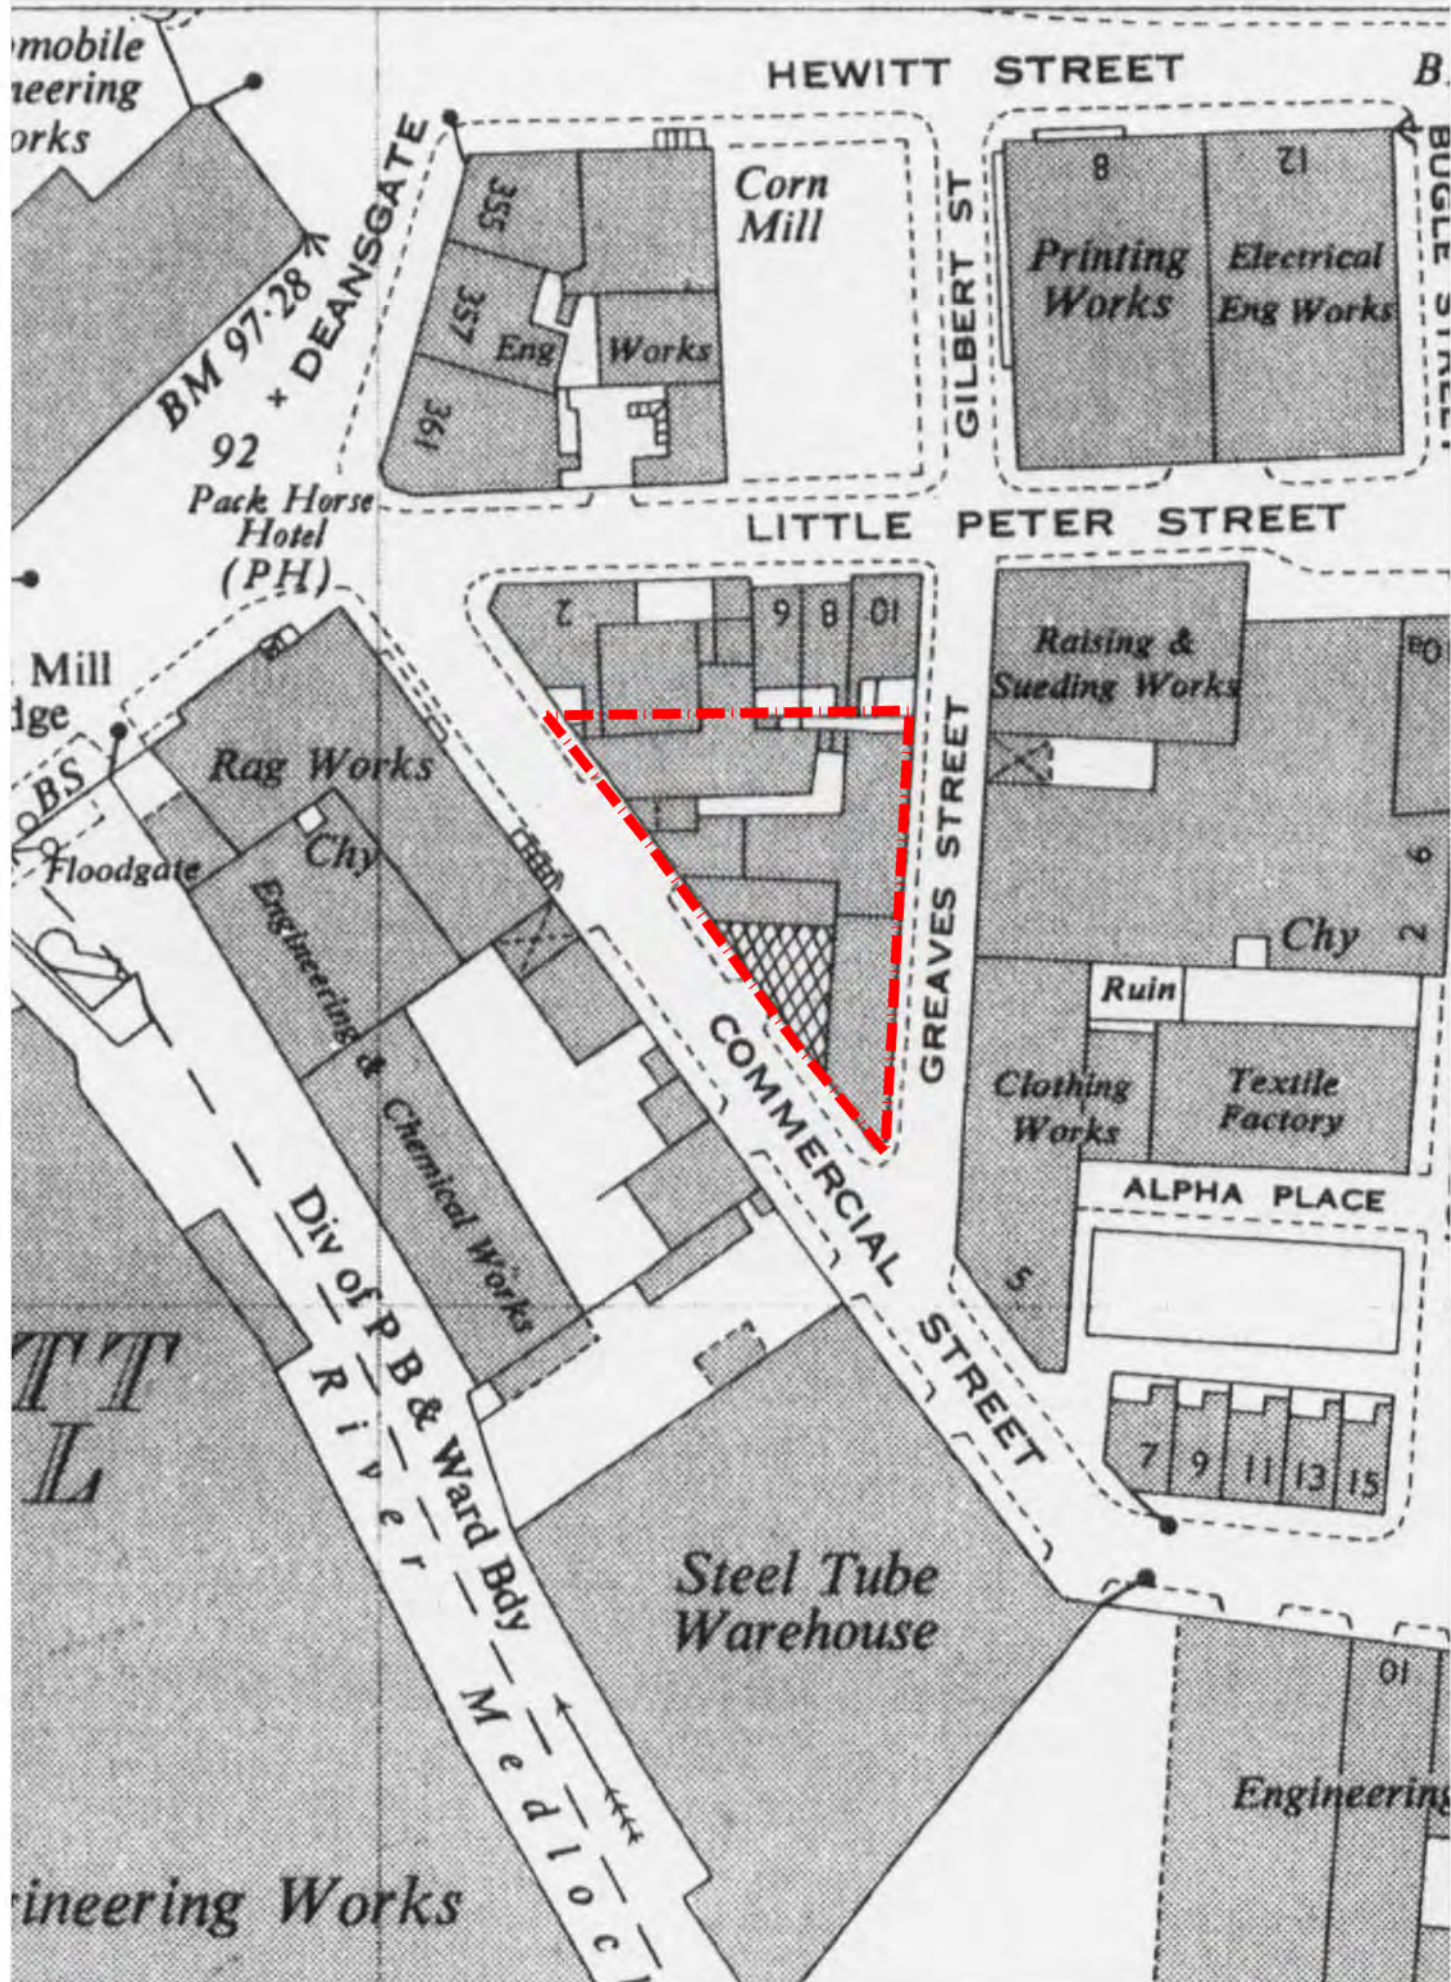 mobile
neering
orks
HEWITT STREET
B.
DEANSGATE
BM 97·28
92
355
357
361
Eng Works
Corn
Mill
GILBERT ST
8
12
Printing
Works
Electrical
Eng Works
BUGLE STREE
Pack Horse
Hotel
(PH)
LITTLE PETER STREET
2
6
8
10
Raising &
Sueding Works
Mill
dge
BS
Floodgate
Rag Works
Chy
Engineering &
Chemical Works
GREAVES STREET
9
2
Chy
Ruin
Clothing
Works
Textile
Factory
ALPHA PLACE
5
COMMERCIAL STREET
7
9
11
13
15
Div of P B & Ward Bdy
River Medloc
TT
L
Steel Tube
Warehouse
10
Engineering
ineering Works